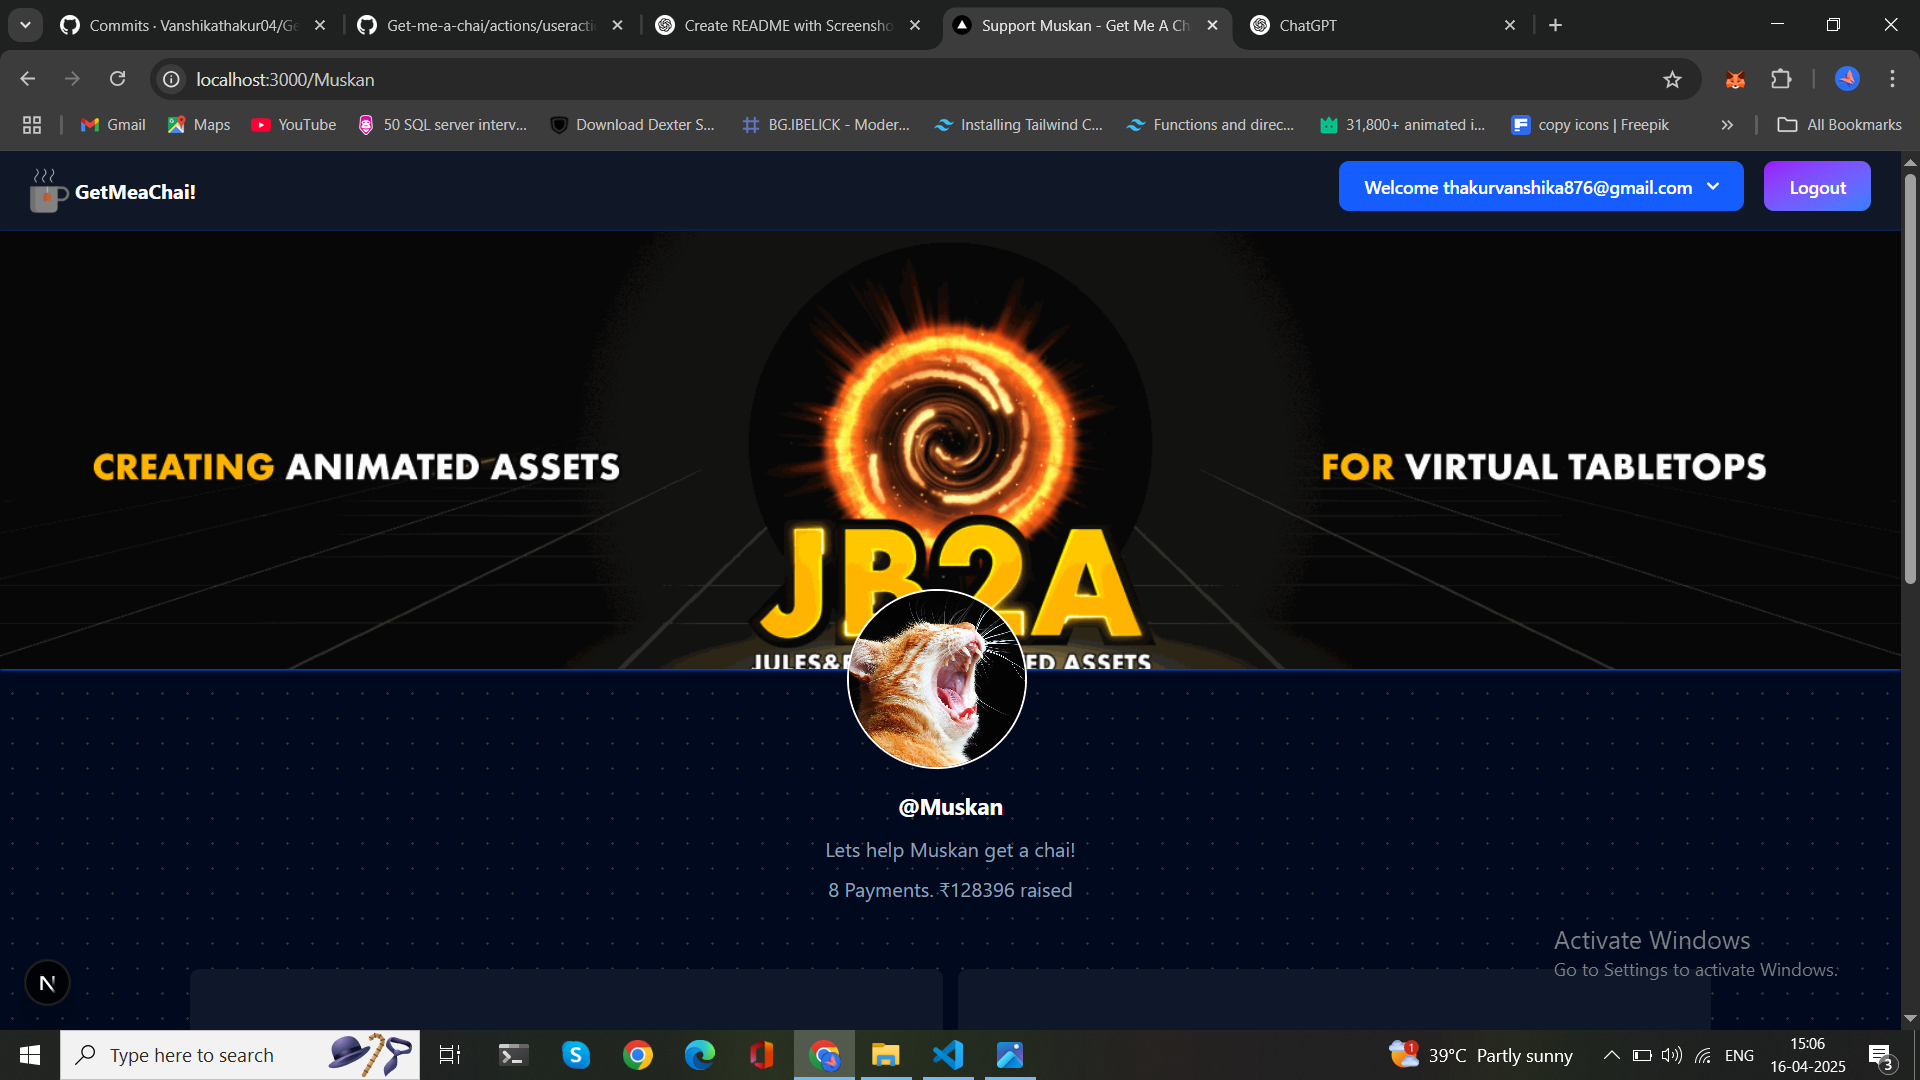 Commits · Vanshikathakur04/Ge
Get-me-a-chai/actions/useracti
Create README with Screensho
Support Muskan - Get Me A Ch
ChatGPT
localhost:3000/Muskan
Gmail
Maps
YouTube
50 SQL server interv...
Download Dexter S...
BG.IBELICK - Moder...
Installing Tailwind C...
Functions and direc...
31,800+ animated i...
copy icons | Freepik
All Bookmarks
GetMeaChai!
Welcome thakurvanshika876@gmail.com
Logout
CREATING ANIMATED ASSETS
FOR VIRTUAL TABLETOPS
JB2A
JULES& ED ASSETS
@Muskan
Lets help Muskan get a chai!
8 Payments. ₹128396 raised
Activate Windows
Go to Settings to activate Windows.
N
Type here to search
1
39°C Partly sunny
ENG
15:06
16-04-2025
3